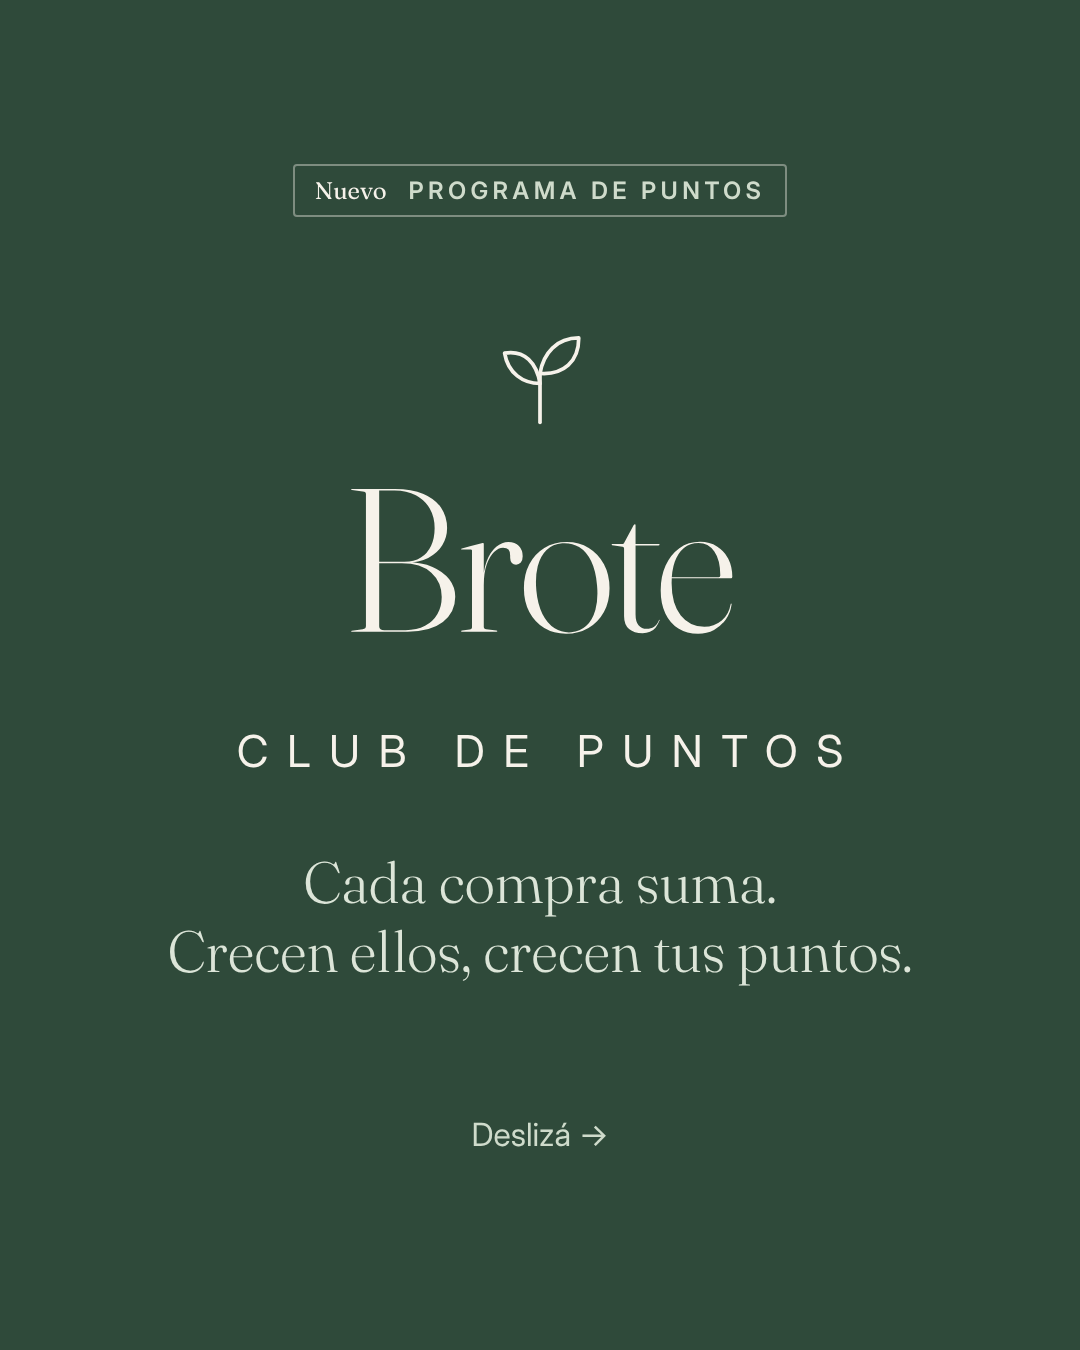 Nuevo PROGRAMA DE PUNTOS
Brote
CLUB DE PUNTOS
Cada compra suma.
Crecen ellos, crecen tus puntos.
Deslizá →